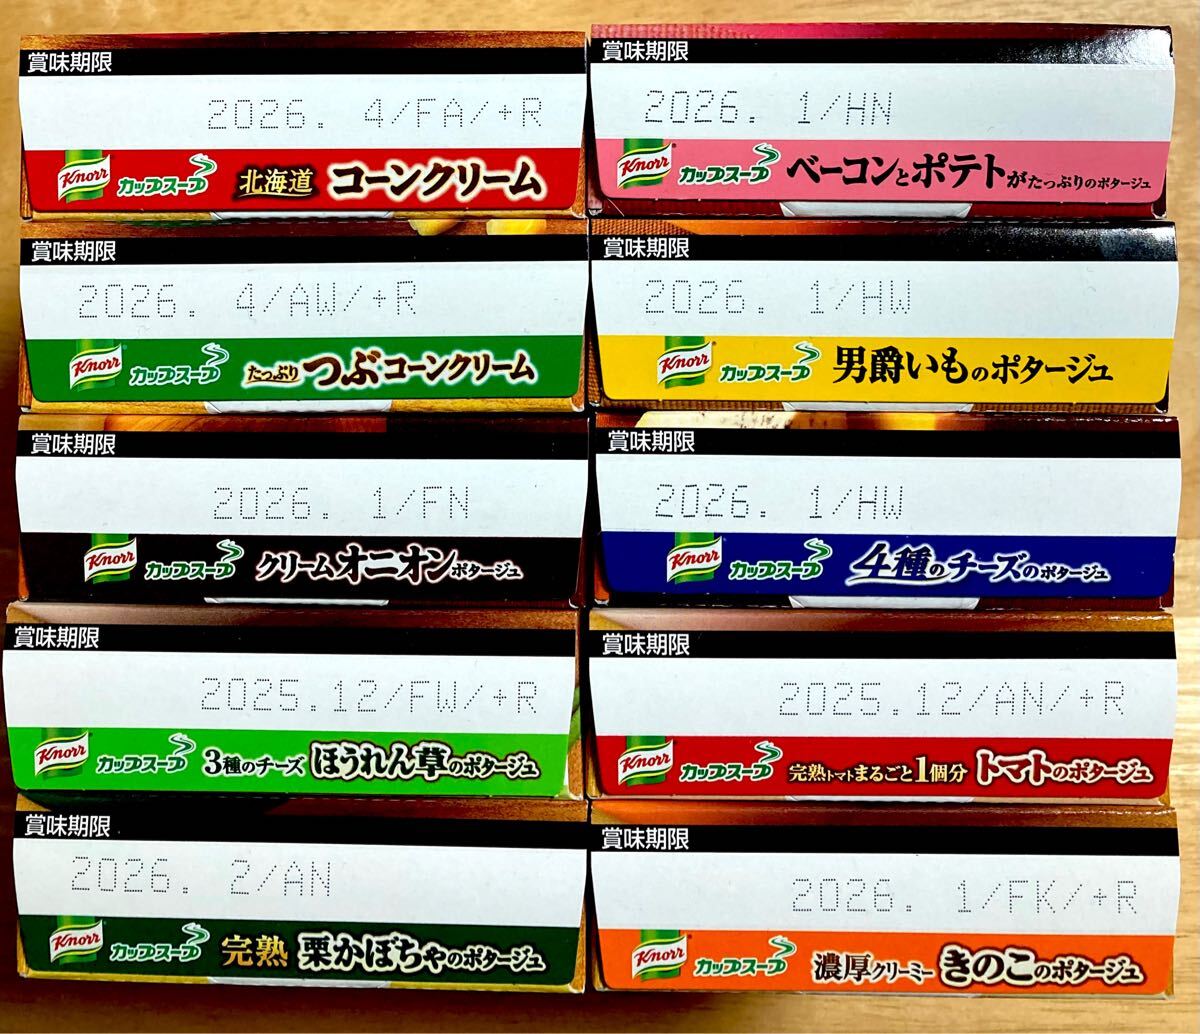 賞味期限
2026. 4/FA/+R
Knorr カップスープ 北海道 コーンクリーム
賞味期限
2026. 1/HN
Knorr カップスープ ベーコンとポテトがたっぷりのポタージュ
賞味期限
2026. 4/AW/+R
Knorr カップスープ たっぷり つぶコーンクリーム
賞味期限
2026. 1/HW
Knorr カップスープ 男爵いものポタージュ
賞味期限
2026. 1/FN
Knorr カップスープ クリームオニオンポタージュ
賞味期限
2026. 1/HW
Knorr カップスープ 4種のチーズのポタージュ
賞味期限
2025.12/FW/+R
Knorr カップスープ 3種のチーズ ほうれん草のポタージュ
賞味期限
2025.12/AN/+R
Knorr カップスープ 完熟トマトまるごと1個分 トマトのポタージュ
賞味期限
2026. 2/AN
Knorr カップスープ 完熟 栗かぼちゃのポタージュ
賞味期限
2026. 1/FK/+R
Knorr カップスープ 濃厚クリーミー きのこのポタージュ